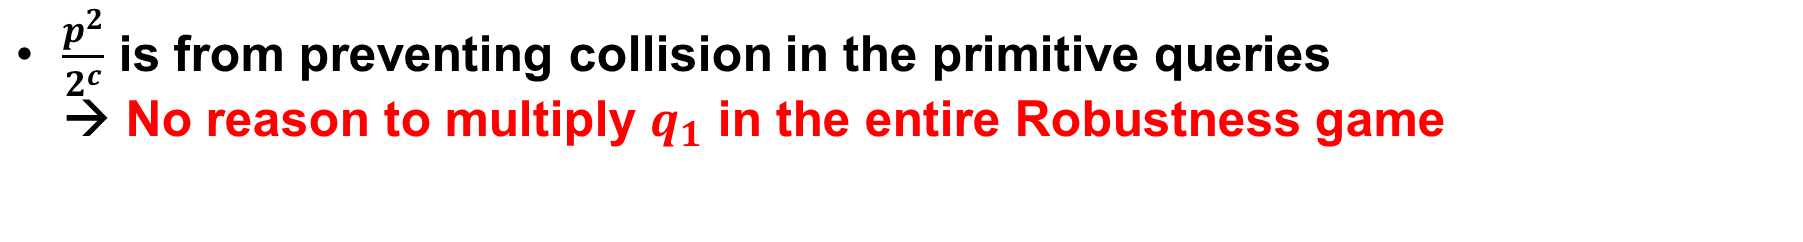 • p²/2ᶜ is from preventing collision in the primitive queries
→ No reason to multiply q₁ in the entire Robustness game